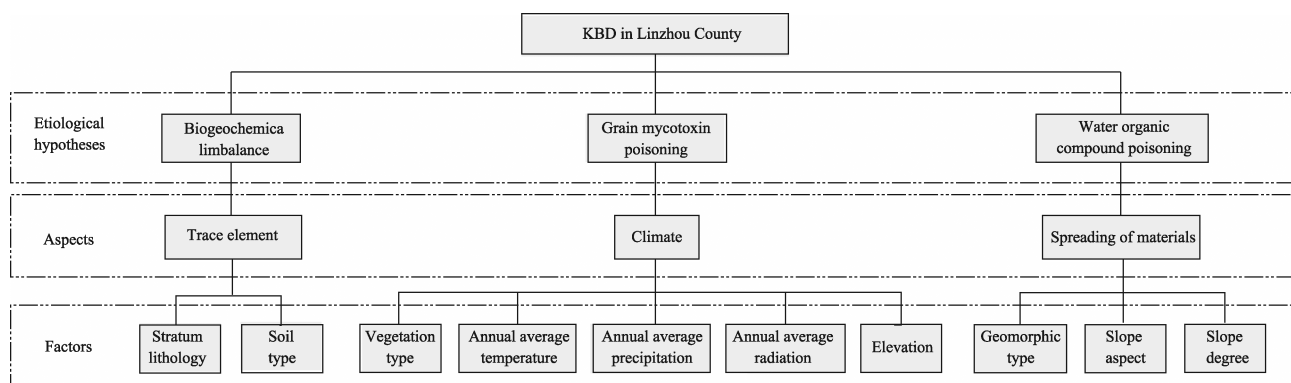 KBD in Linzhou County
Etiological
hypotheses
Biogeochemica
limbalance
Grain mycotoxin
poisoning
Water organic
compound poisoning
Aspects
Trace element
Climate
Spreading of materials
Factors
Stratum
lithology
Soil
type
Vegetation
type
Annual average
temperature
Annual average
precipitation
Annual average
radiation
Elevation
Geomorphic
type
Slope
aspect
Slope
degree